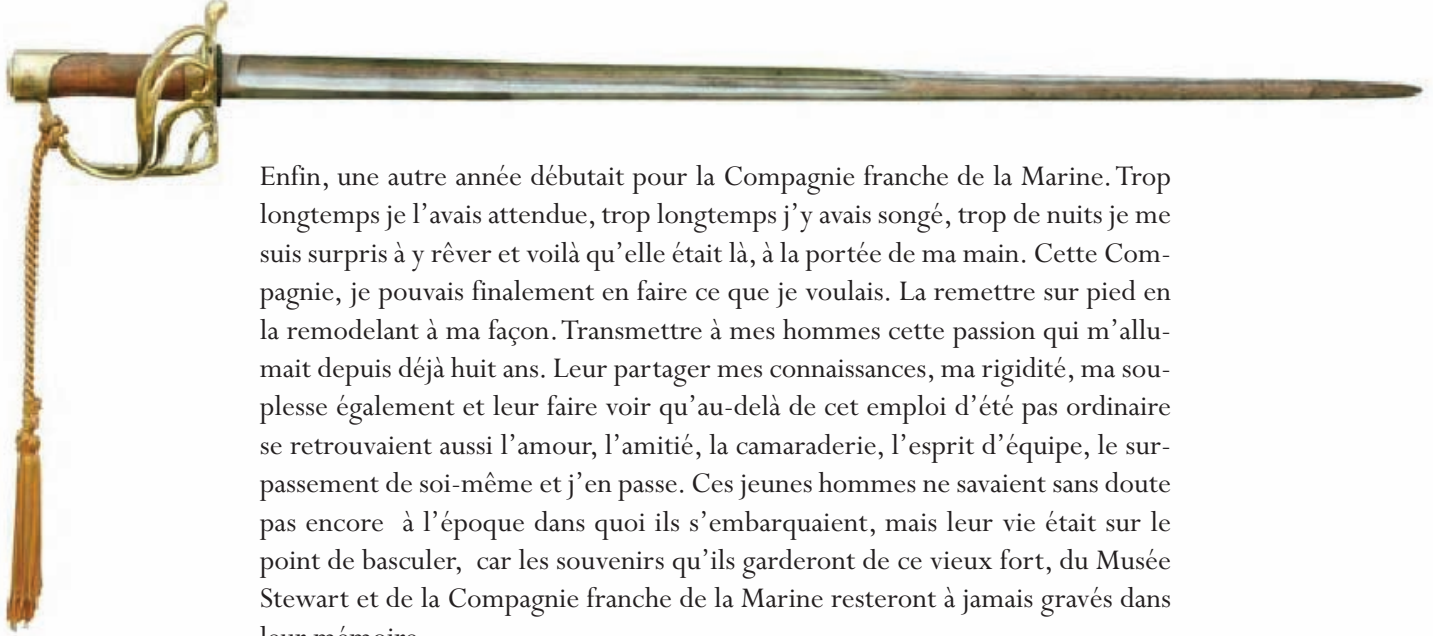 Enfin, une autre année débutait pour la Compagnie franche de la Marine. Trop
longtemps je l’avais attendue, trop longtemps j’y avais songé, trop de nuits je me
suis surpris à y rêver et voilà qu’elle était là, à la portée de ma main. Cette Com-
pagnie, je pouvais finalement en faire ce que je voulais. La remettre sur pied en
la remodelant à ma façon. Transmettre à mes hommes cette passion qui m’allu-
mait depuis déjà huit ans. Leur partager mes connaissances, ma rigidité, ma sou-
plesse également et leur faire voir qu’au-delà de cet emploi d’été pas ordinaire
se retrouvaient aussi l’amour, l’amitié, la camaraderie, l’esprit d’équipe, le sur-
passement de soi-même et j’en passe. Ces jeunes hommes ne savaient sans doute
pas encore à l’époque dans quoi ils s’embarquaient, mais leur vie était sur le
point de basculer, car les souvenirs qu’ils garderont de ce vieux fort, du Musée
Stewart et de la Compagnie franche de la Marine resteront à jamais gravés dans
leur mémoire